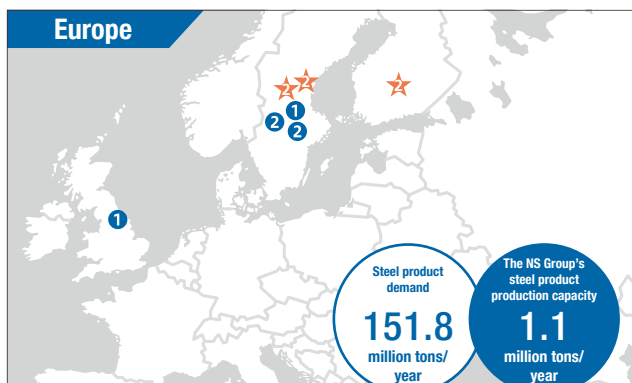 Europe
2
2
2
1
2
2
1
Steel product
demand
151.8
million tons/
year
The NS Group's
steel product
production capacity
1.1
million tons/
year